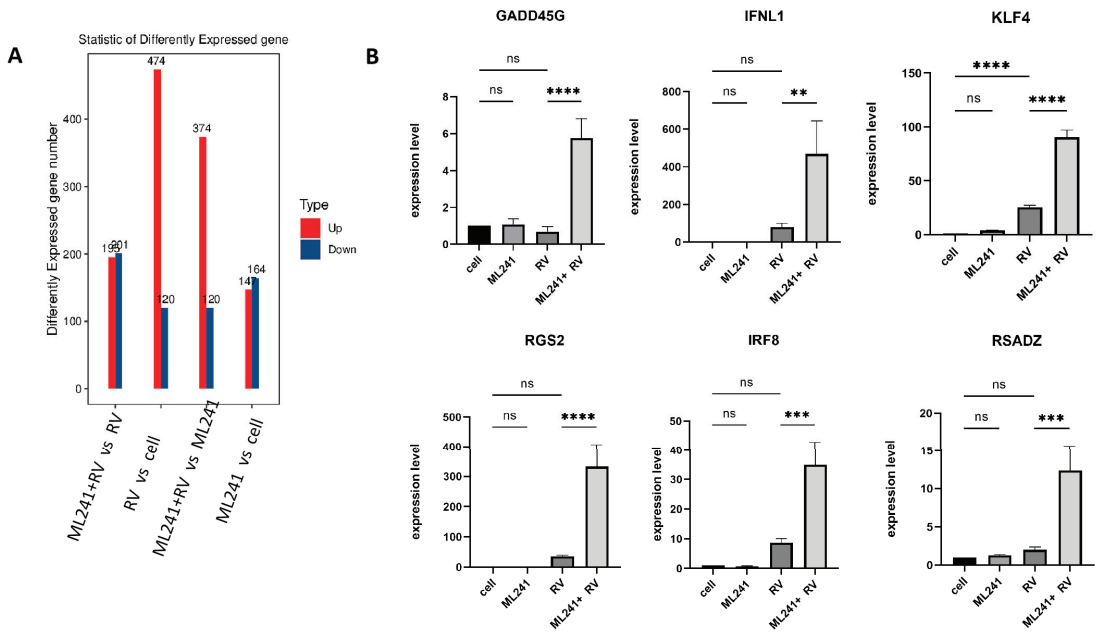 A
Statistic of Differently Expressed gene
474
374
195
201
120
120
147
164
400
300
200
100
0
Differently Expressed gene number
ML241+RV vs RV
RV vs cell
ML241+RV vs ML241
ML241 vs cell
Type
Up
Down
B
GADD45G
ns
ns
****
8
6
4
2
0
expression level
cell
ML241
RV
ML241+ RV
IFNL1
ns
ns
**
800
600
400
200
0
expression level
cell
ML241
RV
ML241+ RV
KLF4
****
ns
****
150
100
50
0
expression level
cell
ML241
RV
ML241+ RV
RGS2
ns
ns
****
500
400
300
200
100
0
expression level
cell
ML241
RV
ML241+ RV
IRF8
ns
ns
***
50
40
30
20
10
0
expression level
cell
ML241
RV
ML241+ RV
RSADZ
ns
ns
***
20
15
10
5
0
expression level
cell
ML241
RV
ML241+ RV